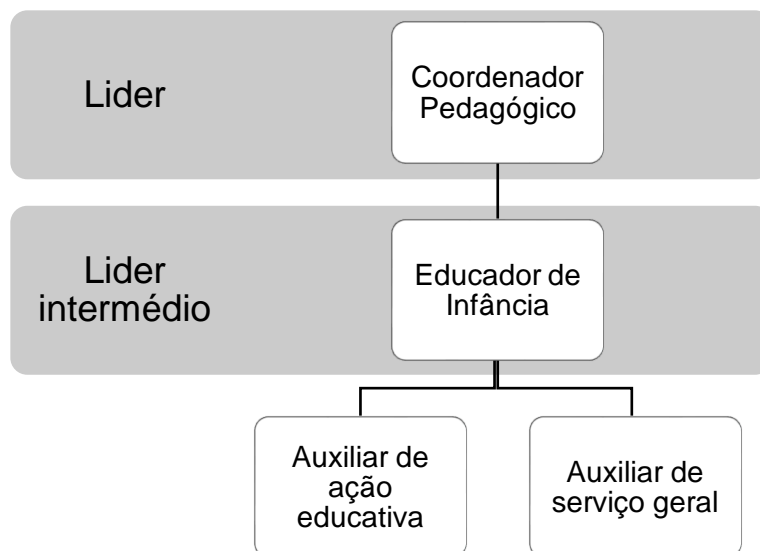 Lider
Coordenador
Pedagógico
Lider
intermédio
Educador de
Infância
Auxiliar de
ação
educativa
Auxiliar de
serviço geral